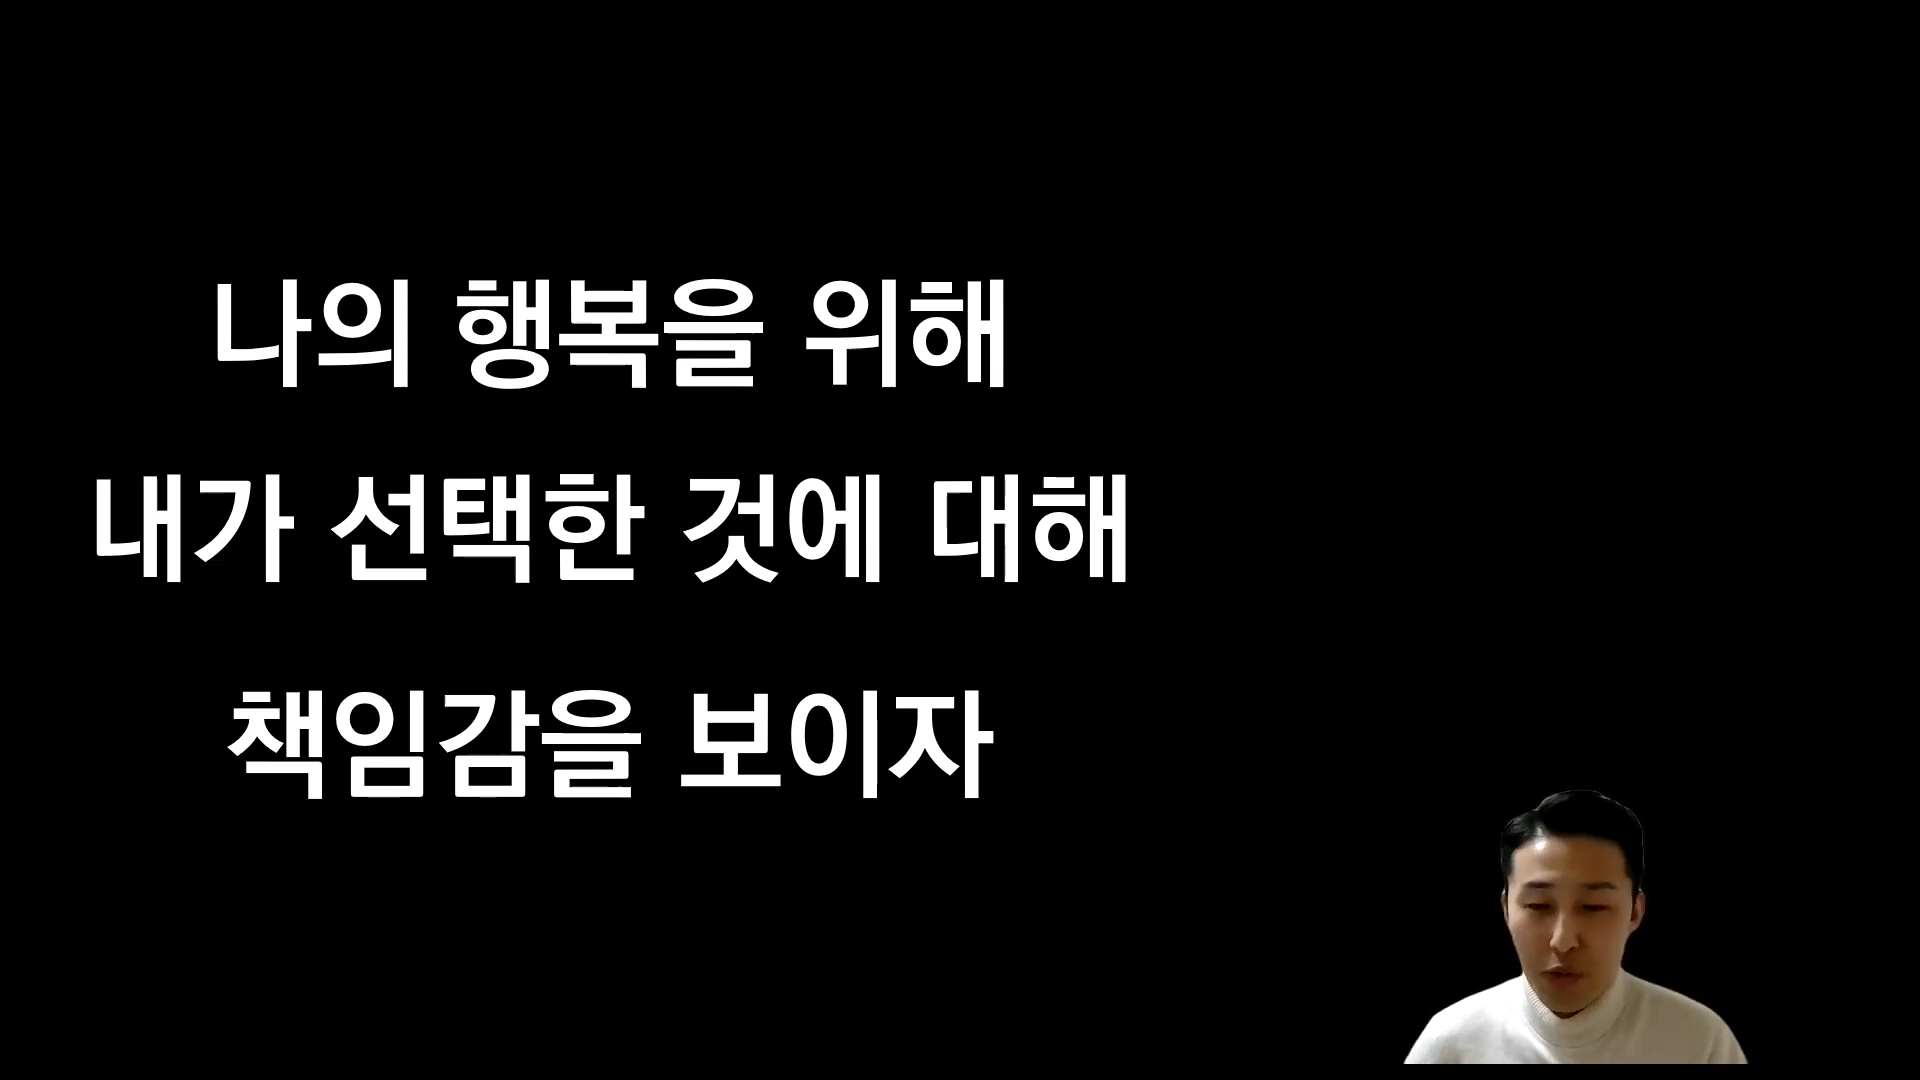 나의 행복을 위해
내가 선택한 것에 대해
책임감을 보이자